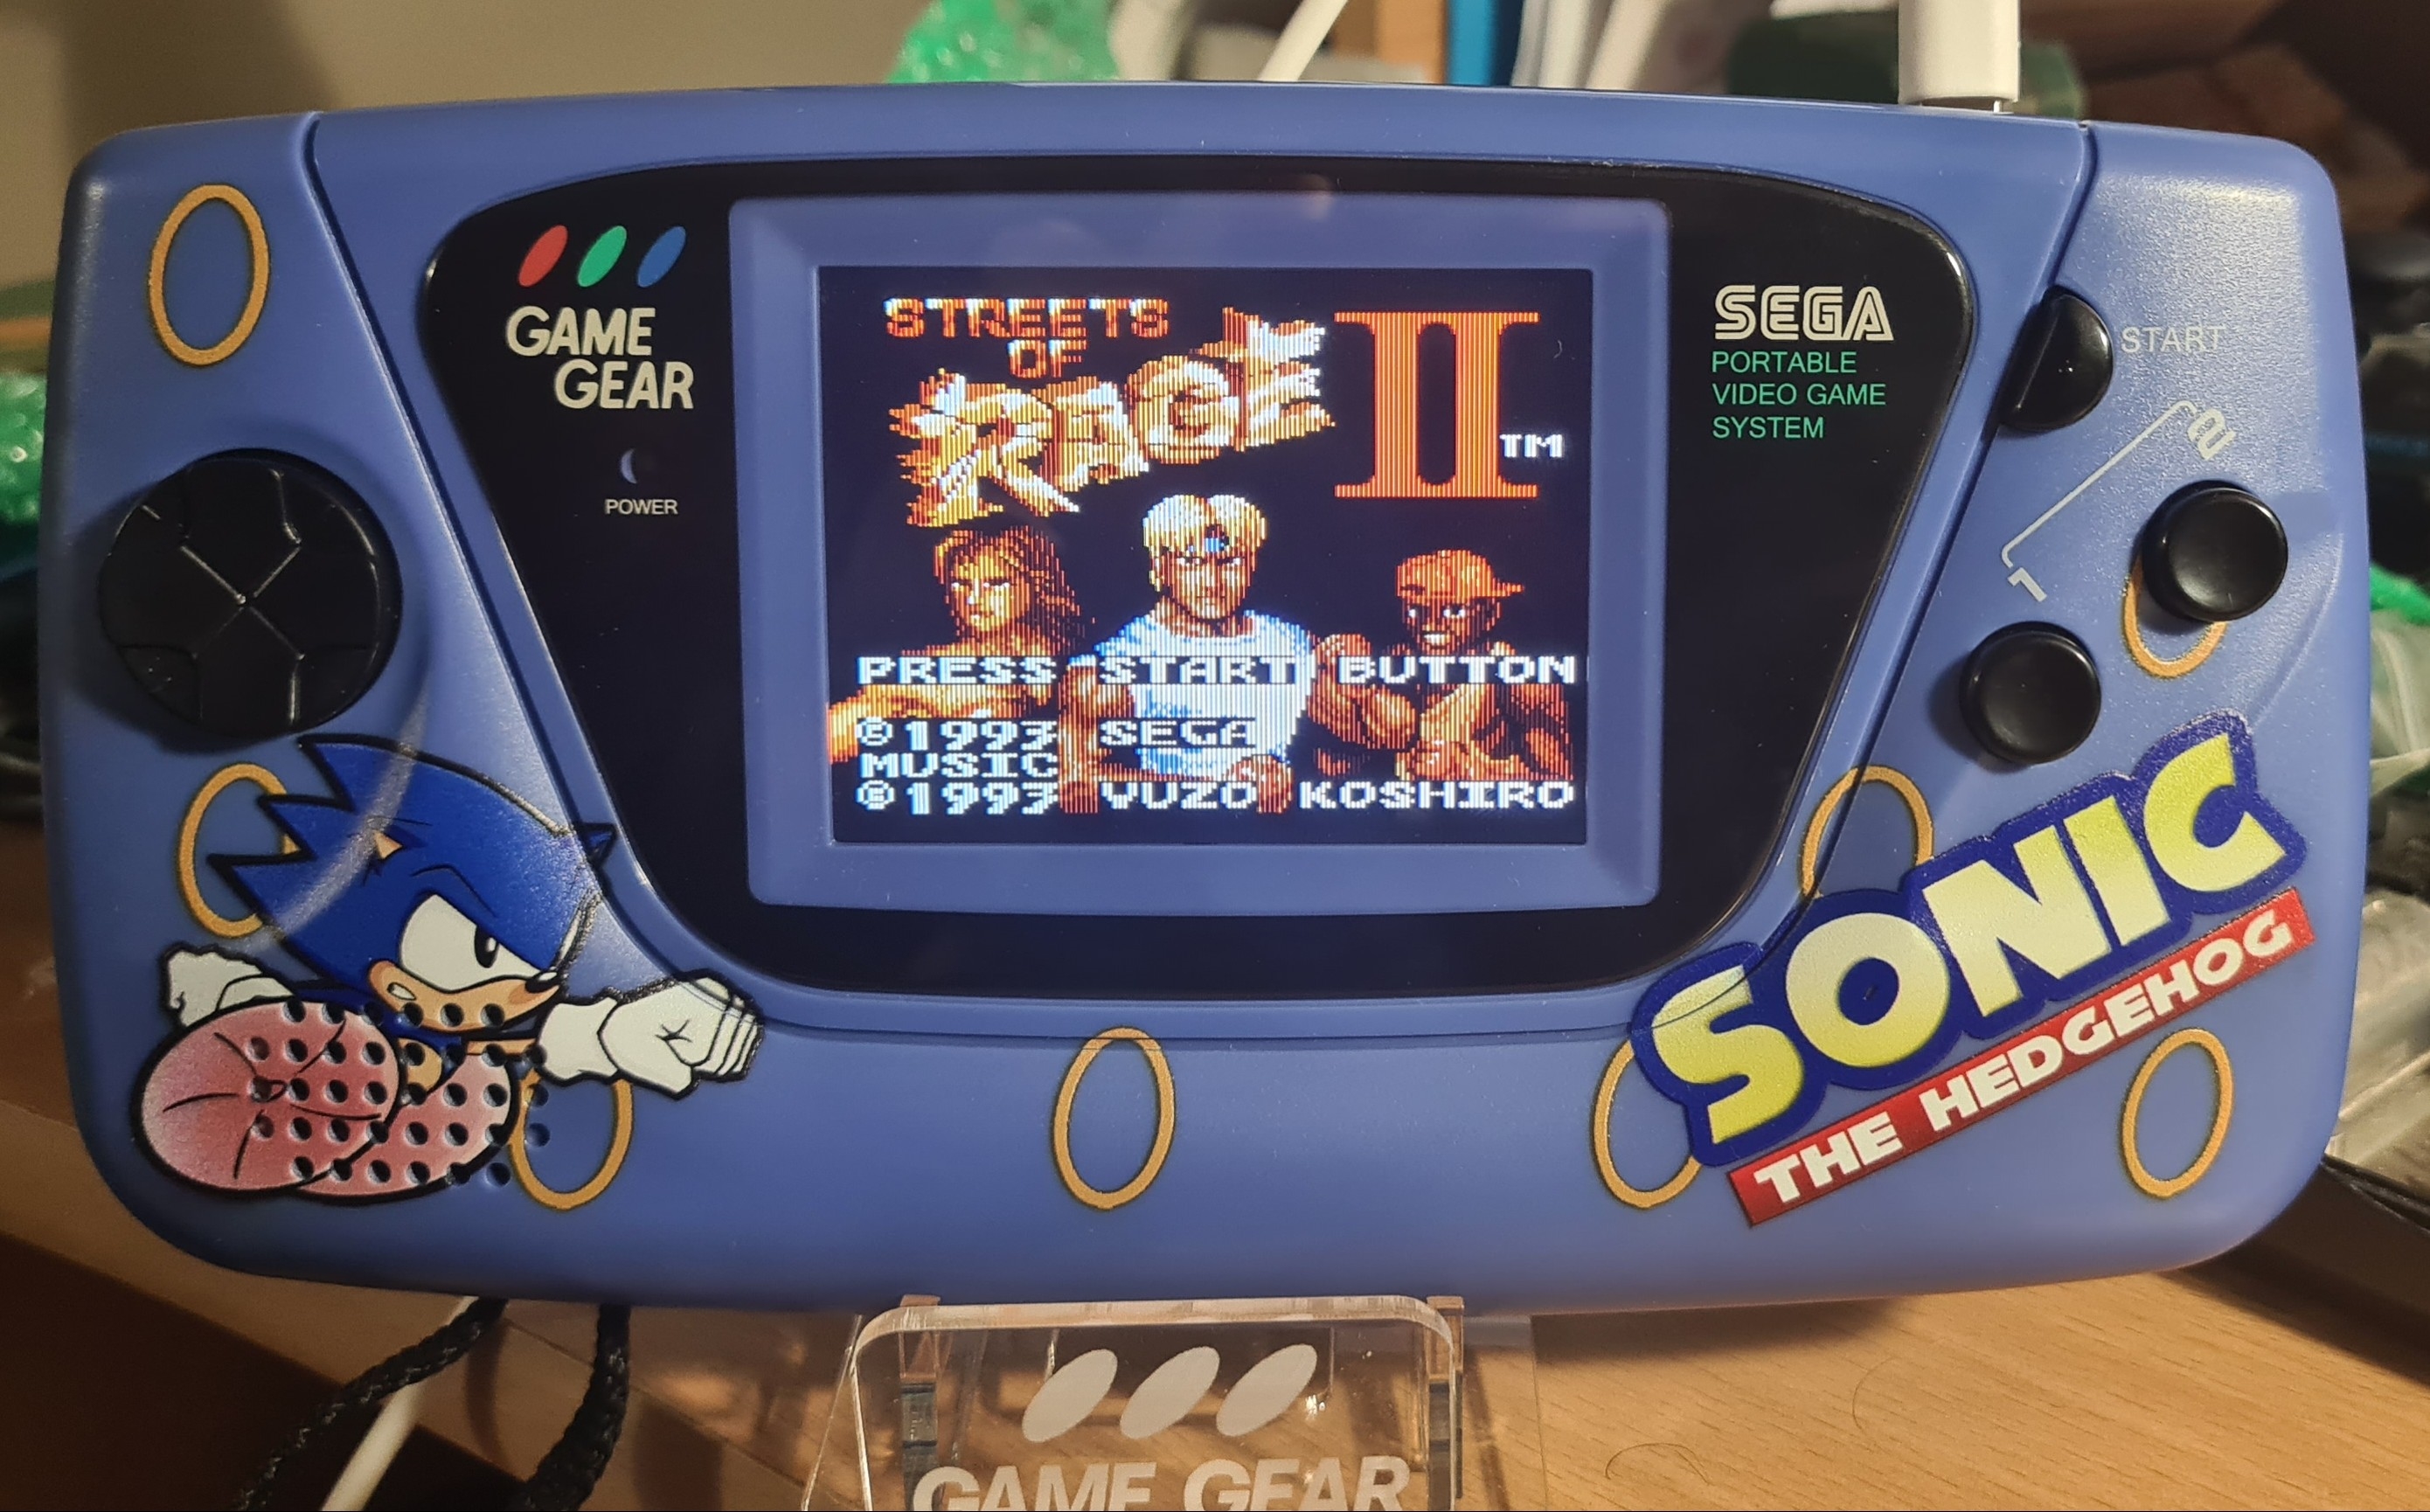 GAME
GEAR
POWER
STREETS
OF
RAGE
II
TM
PRESS START BUTTON
©1993 SEGA
MUSIC
©1993 YUZO KOSHIRO
SEGA
PORTABLE
VIDEO GAME
SYSTEM
START
2
1
SONIC
THE HEDGEHOG
GAME GEAR